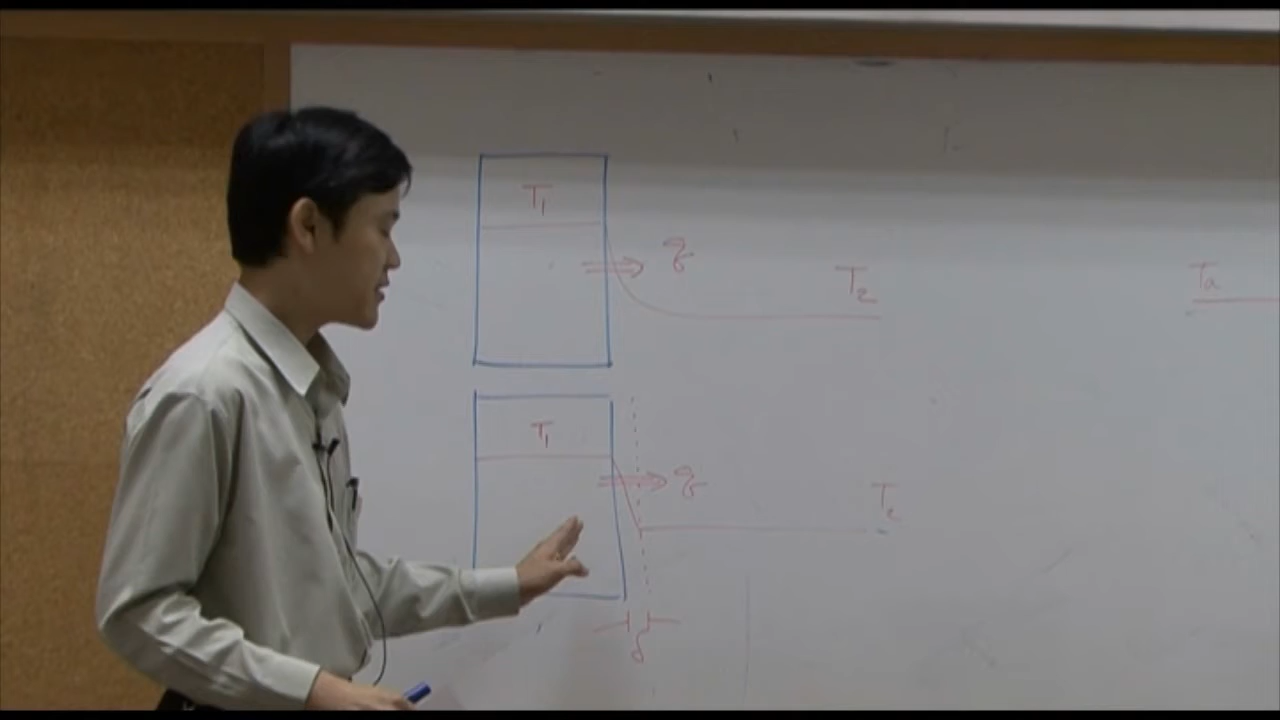 T₁
q
T₂
Ta
T₁
q
T₂
δ